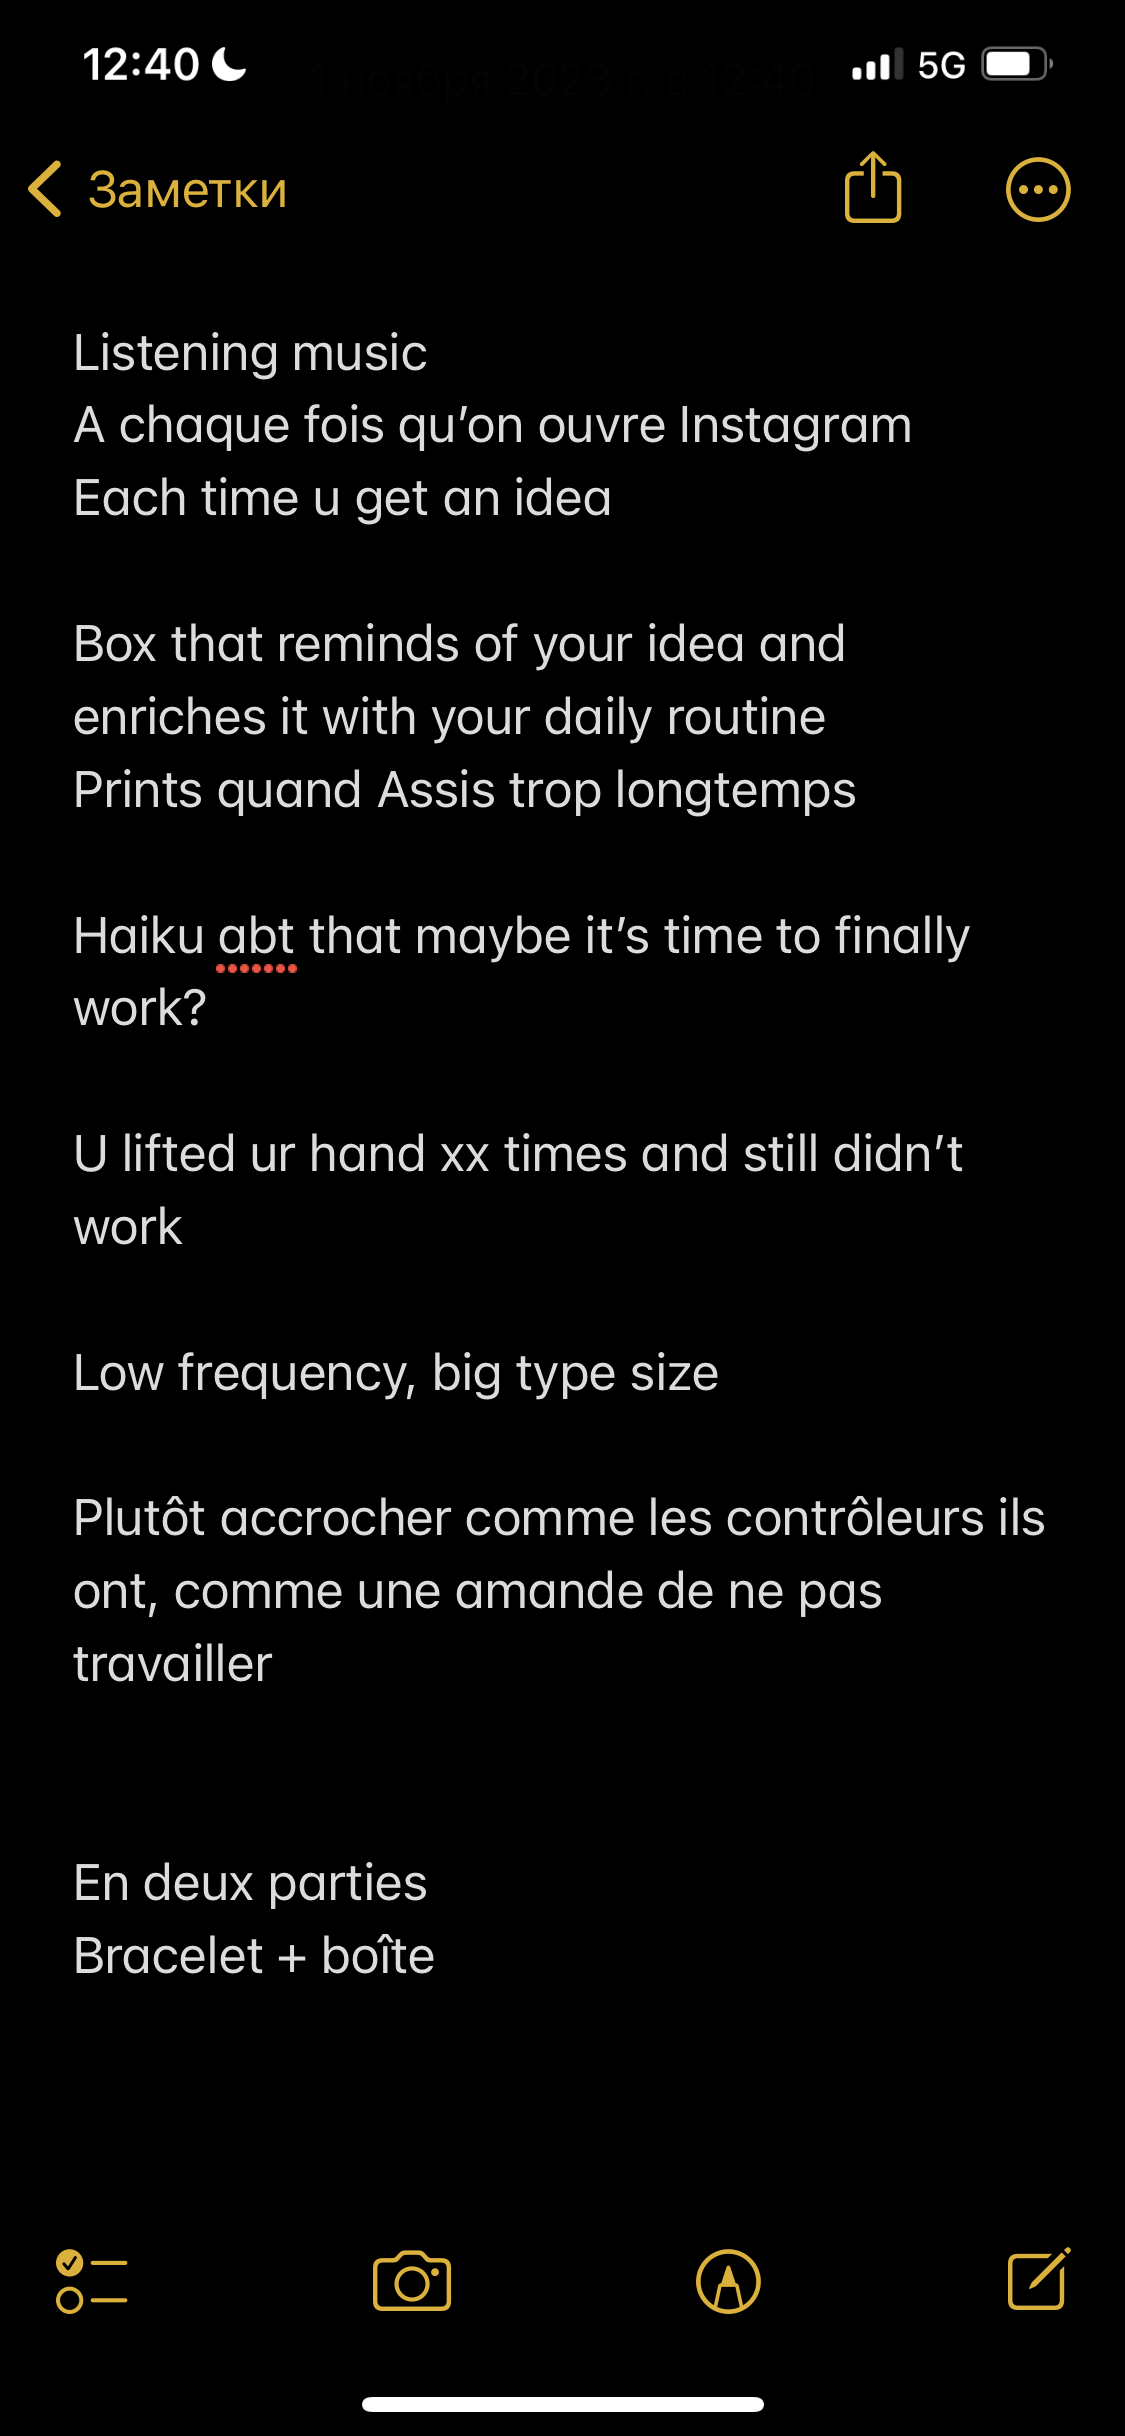 12:40
5G
1 ноября 2023 г. в 12:40
Заметки
Listening music
A chaque fois qu’on ouvre Instagram
Each time u get an idea
Box that reminds of your idea and
enriches it with your daily routine
Prints quand Assis trop longtemps
Haiku abt that maybe it’s time to finally
work?
U lifted ur hand xx times and still didn’t
work
Low frequency, big type size
Plutôt accrocher comme les contrôleurs ils
ont, comme une amande de ne pas
travailler
En deux parties
Bracelet + boîte